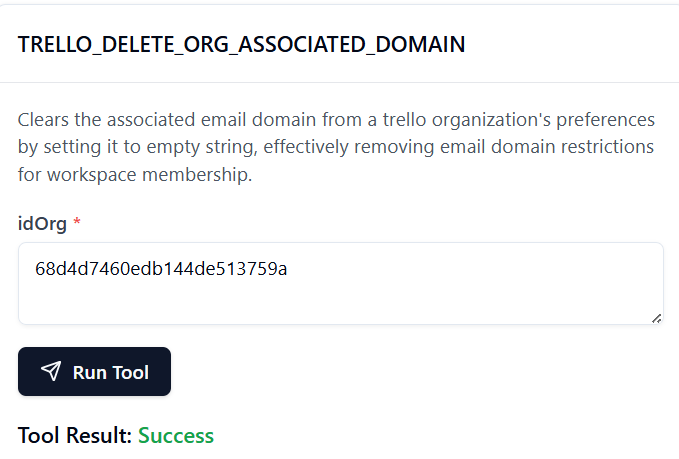 TRELLO_DELETE_ORG_ASSOCIATED_DOMAIN
Clears the associated email domain from a trello organization's preferences
by setting it to empty string, effectively removing email domain restrictions
for workspace membership.
idOrg *
68d4d7460edb144de513759a
Run Tool
Tool Result: Success